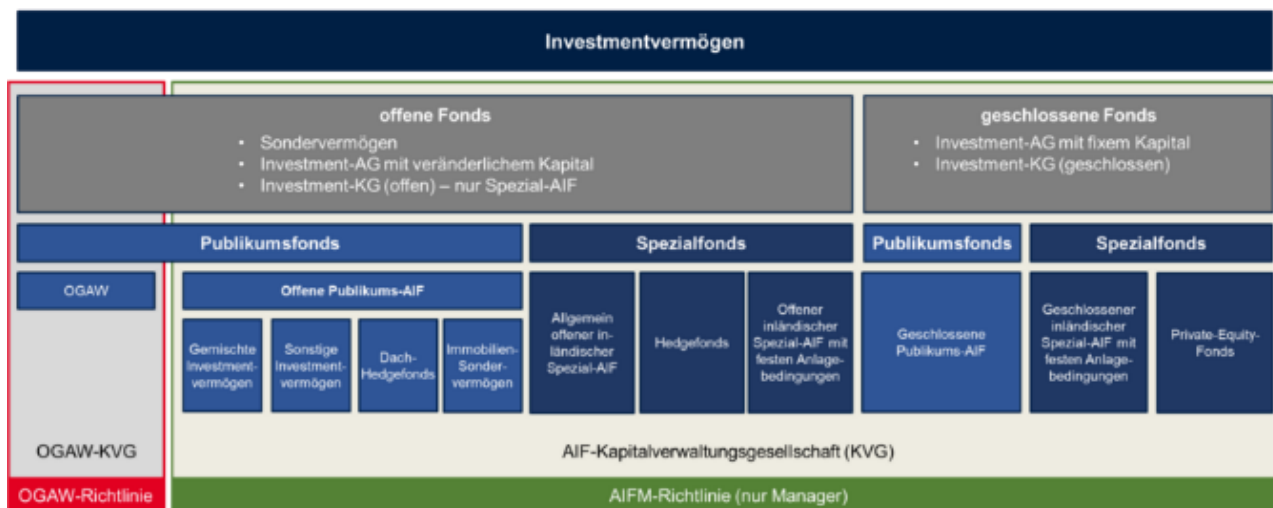 Investmentvermögen
offene Fonds
• Sondervermögen
• Investment-AG mit veränderlichem Kapital
• Investment-KG (offen) – nur Spezial-AIF
geschlossene Fonds
• Investment-AG mit fixem Kapital
• Investment-KG (geschlossen)
Publikumsfonds
Spezialfonds
Publikumsfonds
Spezialfonds
OGAW
Offene Publikums-AIF
Gemischte
Investment-
vermögen
Sonstige
Investment-
vermögen
Dach-
Hedgefonds
Immobilien-
Sonder-
vermögen
Allgemein
offener in-
ländischer
Spezial-AIF
Hedgefonds
Offener
inländischer
Spezial-AIF mit
festen Anlage-
bedingungen
Geschlossene
Publikums-AIF
Geschlossener
inländischer
Spezial-AIF mit
festen Anlage-
bedingungen
Private-Equity-
Fonds
OGAW-KVG
AIF-Kapitalverwaltungsgesellschaft (KVG)
OGAW-Richtlinie
AIFM-Richtlinie (nur Manager)